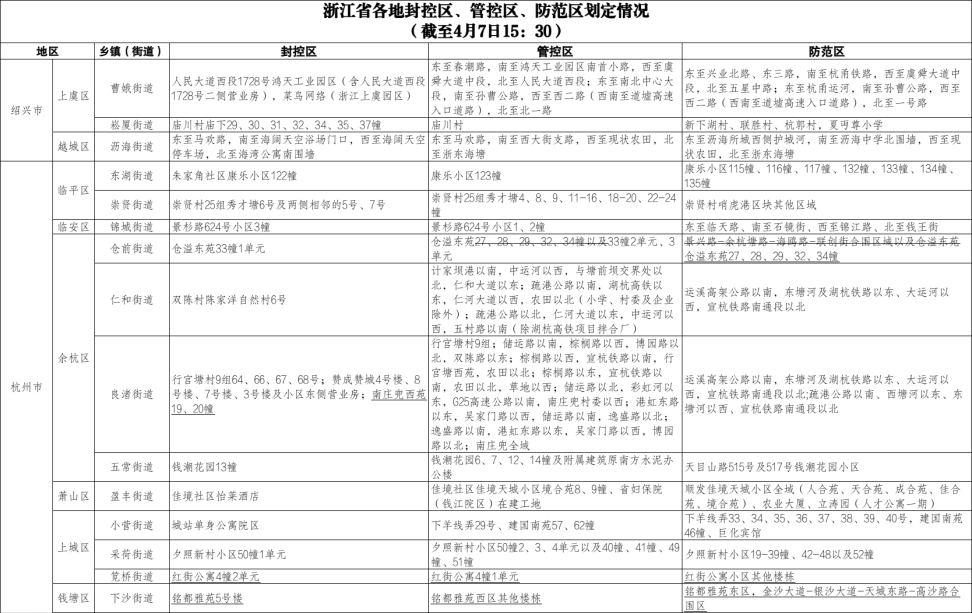 浙江省各地封控区、管控区、防范区划定情况
（截至4月7日15：30）
地区 乡镇（街道） 封控区 管控区 防范区
绍兴市
上虞区
曹娥街道
人民大道西段1728号鸿天工业园区（含人民大道西段
1728号二侧营业房），菜鸟网络（浙江上虞园区）
东至春潮路，南至鸿天工业园区南首小路，西至虞
舜大道中段，北至人民大道西段；东至南北中心大
段，南至孙曹公路，西至西二路（西南至道墟高速
入口道路），北至北一路
东至兴业北路、东三路，南至杭甬铁路，西至虞舜大道中
段，北至五星中路；东至杭甬运河，南至孙曹公路，西至
西二路（西南至道墟高速入口道路），北至一号路
崧厦街道
庙川村庙下29、30、31、32、34、35、37幢
庙川村
新下湖村、联胜村、杭郭村，夏丏尊小学
越城区
沥海街道
东至马欢路，南至海阔天空浴场门口，西至海阔天空
停车场，北至海湾公寓南围墙
东至马欢路，南至西大街支路，西至现状农田，北
至浙东海塘
东至沥海所城西侧护城河，南至沥海中学北围墙，西至现
状农田，北至浙东海塘
杭州市
临平区
东湖街道
朱家角社区康乐小区122幢
康乐小区123幢
康乐小区115幢、116幢、117幢、132幢、133幢、134幢、
135幢
崇贤街道
崇贤村25组秀才塘6号及两侧相邻的5号、7号
崇贤村25组秀才塘4、8、9、11-16、18-20、22-24
幢
崇贤村哨虎港区块其他区域
临安区
锦城街道
景杉路624号小区3幢
景杉路624号小区1、2幢
东至临天路、南至石镜街、西至锦江路、北至钱王街
余杭区
仓前街道
仓溢东苑33幢1单元
仓溢东苑27、28、29、32、34幢以及33幢2单元、3
单元
景兴路-余杭塘路-海鸥路-联创街合围区域以及仓溢东苑
仓溢东苑27、28、29、32、34幢
仁和街道
双陈村陈家洋自然村6号
计家坝港以南，中运河以西，与塘前坝交界处以
北，仁和大道以东；疏港公路以南，湖杭高铁以
东，仁河大道以西，农田以北（小学、村委及企业
除外）；疏港公路以北，仁河大道以东，中运河以
西，五村路以南（除湖杭高铁项目拌合厂）
运溪高架公路以南，东塘河及湖杭铁路以东、大运河以
西，宣杭铁路南通段以北
良渚街道
行官塘村9组64、66、67、68号；赞成赞城4号楼、8
号楼、7号楼、3号楼及小区东侧营业房；南庄兜西苑
19、20幢
行官塘村9组；储运路以南，棕榈路以西，博园路以
北，双陈路以东；棕榈路以西，宣杭铁路以南，行
官塘西苑，农田以北；棕榈路以东，宣杭铁路以
南，农田以北，草地以西；储运路以北，彩虹河以
东，G25高速公路以南，南庄兜村委以西；港虹东路
以东，吴家门路以西，储运路以南，逸盛路以北；
逸盛路以南，港虹东路以东，吴家门路以西，博园
路以北；南庄兜全域
运溪高架公路以南，东塘河及湖杭铁路以东、大运河以
西，宣杭铁路南通段以北;疏港公路以南、西塘河以东、东
塘河以西、宣杭铁路南通段以北
五常街道
钱潮花园13幢
钱潮花园6、7、12、14幢及附属建筑原南方水泥办
公楼
天目山路515号及517号钱潮花园小区
萧山区
盈丰街道
佳境社区怡莱酒店
佳境社区佳境天城小区境合苑8、9幢、省妇保院
（钱江院区）在建工地
顺发佳境天城小区全域（人合苑、天合苑、成合苑、佳合
苑、境合苑）、农业大厦、立涛园（人才公寓一期）
上城区
小营街道
城站单身公寓院区
下羊线弄29号、建国南苑57、62幢
下羊线弄33、34、35、36、37、38、39、40号，建国南苑
46幢、巨化宾馆
采荷街道
夕照新村小区50幢1单元
夕照新村小区50幢2、3、4单元以及40幢、41幢、49
幢、51幢
夕照新村小区19-39幢、42-48以及52幢
笕桥街道
红街公寓4幢2单元
红街公寓4幢1单元
红街公寓小区其他楼栋
钱塘区
下沙街道
铭都雅苑5号楼
铭都雅苑西区其他楼栋
铭都雅苑东区，金沙大道-银沙大道-天城东路-高沙路合
围区